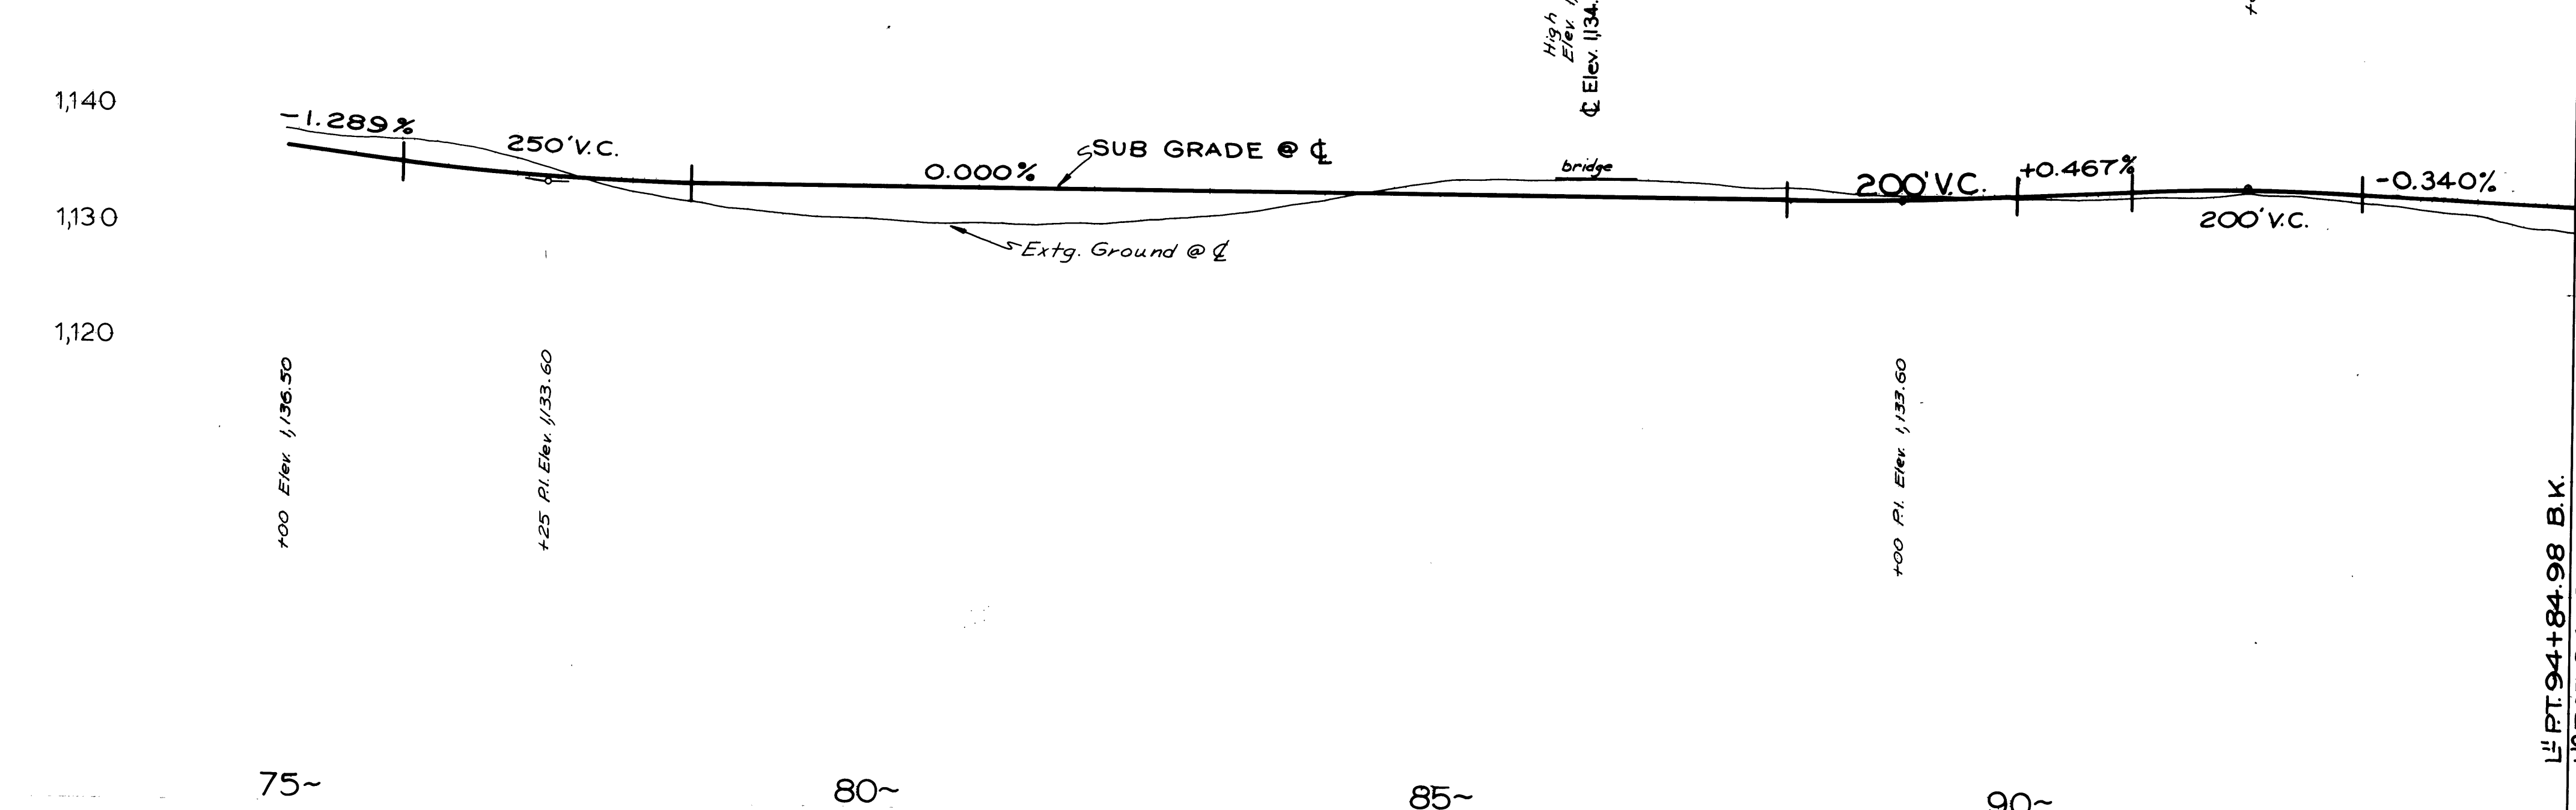 High
Elev. 1,
℄ Elev. 1,134.
1,140
1,130
1,120
-1.289%
250' V.C.
0.000%
SUB GRADE @ ℄
Extg. Ground @ ℄
bridge
200' V.C.
+0.467%
200' V.C.
-0.340%
+00 Elev. 1,136.50
+25 P.I. Elev. 1,133.60
+00 P.I. Elev. 1,133.60
P.T. 94+84.98 B.K.
75~
80~
85~
90~